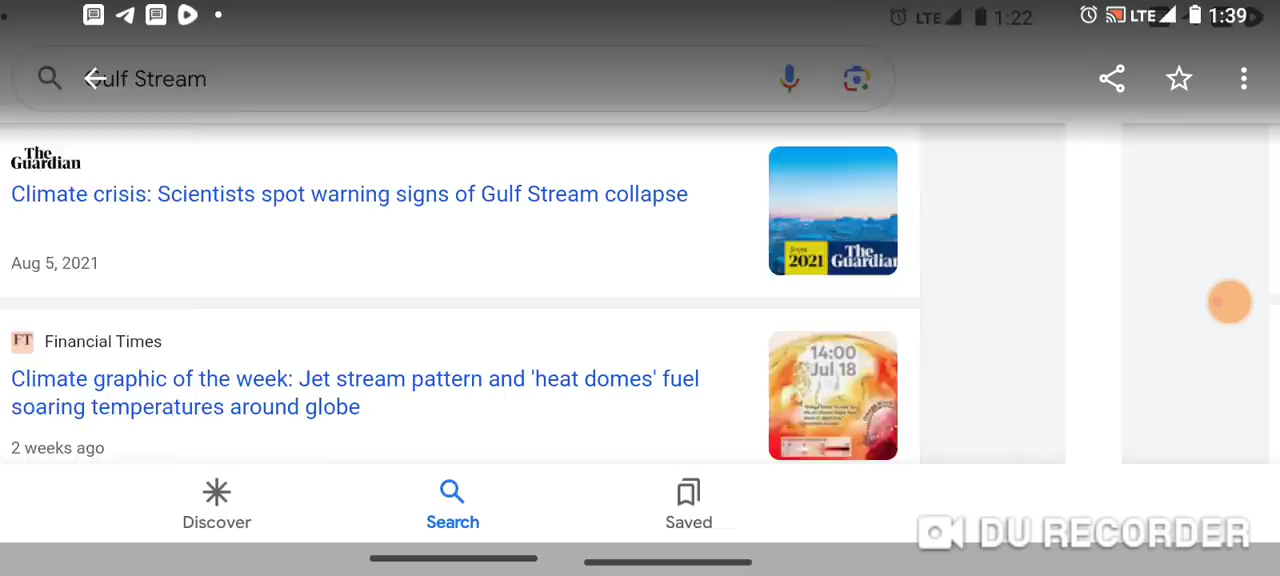 LTE 1:22
LTE 1:39
Gulf Stream
The Guardian
Climate crisis: Scientists spot warning signs of Gulf Stream collapse
Aug 5, 2021
2021 The Guardian
FT Financial Times
Climate graphic of the week: Jet stream pattern and 'heat domes' fuel
soaring temperatures around globe
2 weeks ago
14:00
Jul 18
Discover
Search
Saved
DU RECORDER